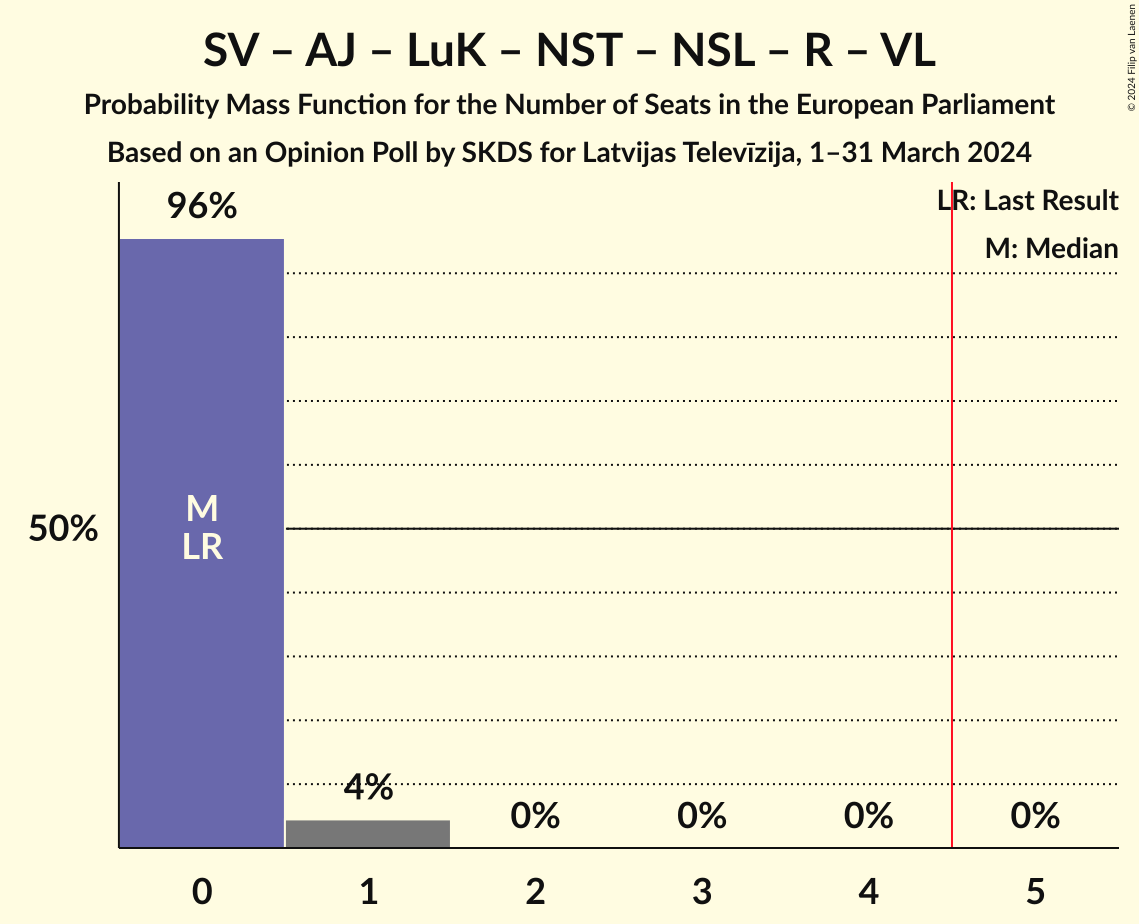 SV – AJ – LuK – NST – NSL – R – VL
Probability Mass Function for the Number of Seats in the European Parliament
Based on an Opinion Poll by SKDS for Latvijas Televīzija, 1–31 March 2024
© 2024 Filip van Laenen
LR: Last Result
M: Median
96%
M
LR
50%
4%
0%
0%
0%
0%
0
1
2
3
4
5